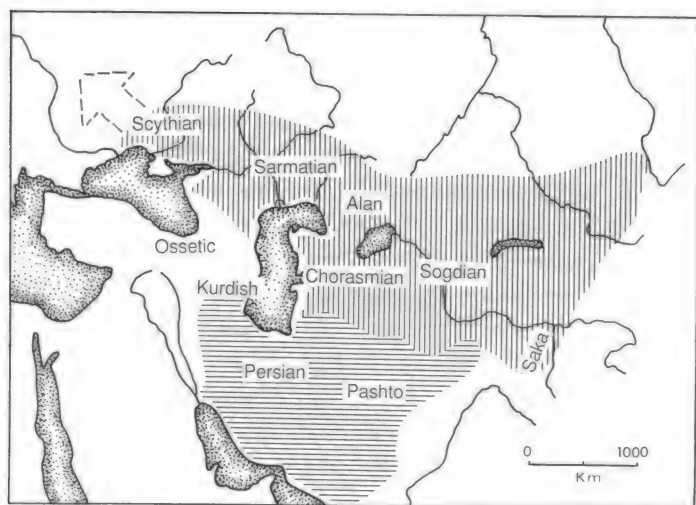 Scythian
Sarmatian
Alan
Ossetic
Kurdish
Chorasmian
Sogdian
Saka
Persian
Pashto
0 1000
Km